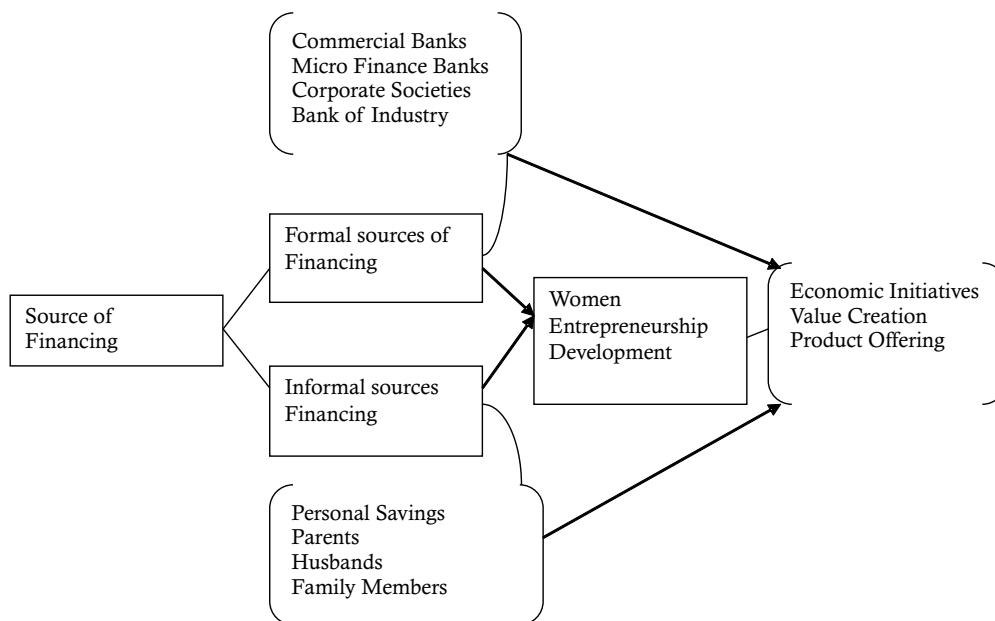 Commercial Banks
Micro Finance Banks
Corporate Societies
Bank of Industry
Formal sources of
Financing
Source of
Financing
Informal sources
Financing
Women
Entrepreneurship
Development
Economic Initiatives
Value Creation
Product Offering
Personal Savings
Parents
Husbands
Family Members